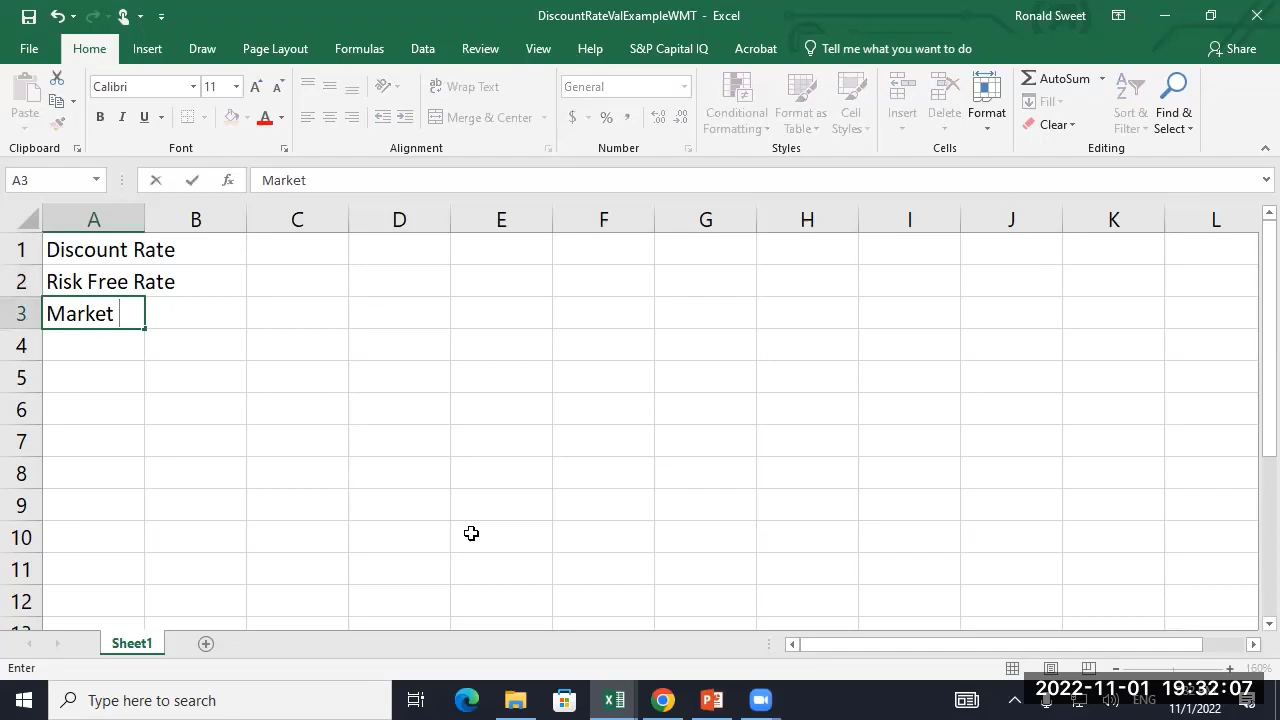 DiscountRateValExampleWMT - Excel
Ronald Sweet
File Home Insert Draw Page Layout Formulas Data Review View Help S&P Capital IQ Acrobat Tell me what you want to do Share
Paste
Clipboard
Calibri 11
B I U
Font
Wrap Text
Merge & Center
Alignment
General
$ % ,
Number
Conditional Formatting
Format as Table
Cell Styles
Styles
Insert Delete Format
Cells
AutoSum
Fill
Clear
Sort & Filter
Find & Select
Editing
A3 fx Market
A B C D E F G H I J K L
1 Discount Rate
2 Risk Free Rate
3 Market
4
5
6
7
8
9
10
11
12
Sheet1
Enter
160%
Type here to search
2022-11-01 19:32:07
ENG
11/1/2022